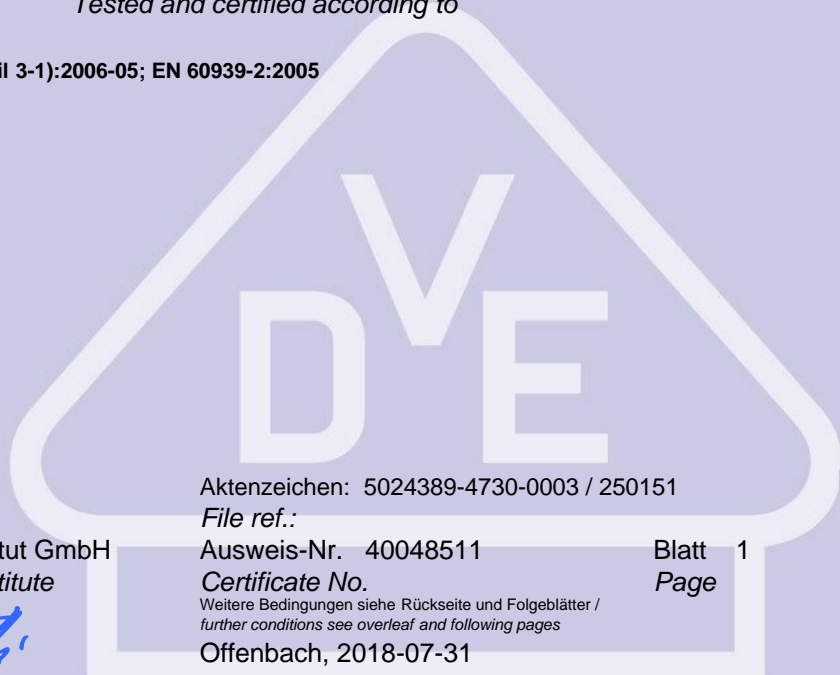 Tested and certified according to
il 3-1):2006-05; EN 60939-2:2005
VDE
Aktenzeichen: 5024389-4730-0003 / 250151
File ref.:
tut GmbH Ausweis-Nr. 40048511 Blatt 1
titute Certificate No. Page
Weitere Bedingungen siehe Rückseite und Folgeblätter /
further conditions see overleaf and following pages
Offenbach, 2018-07-31